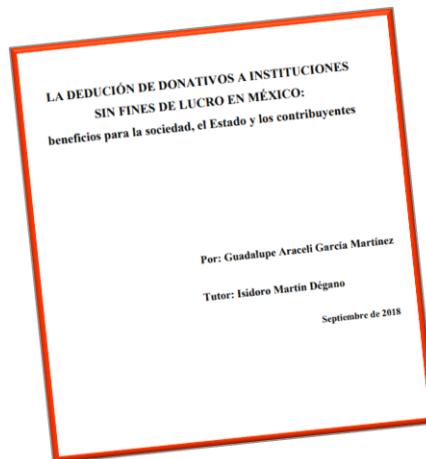 LA DEDUCIÓN DE DONATIVOS A INSTITUCIONES
SIN FINES DE LUCRO EN MÉXICO:
beneficios para la sociedad, el Estado y los contribuyentes
Por: Guadalupe Araceli García Martínez
Tutor: Isidoro Martín Dégano
Septiembre de 2018